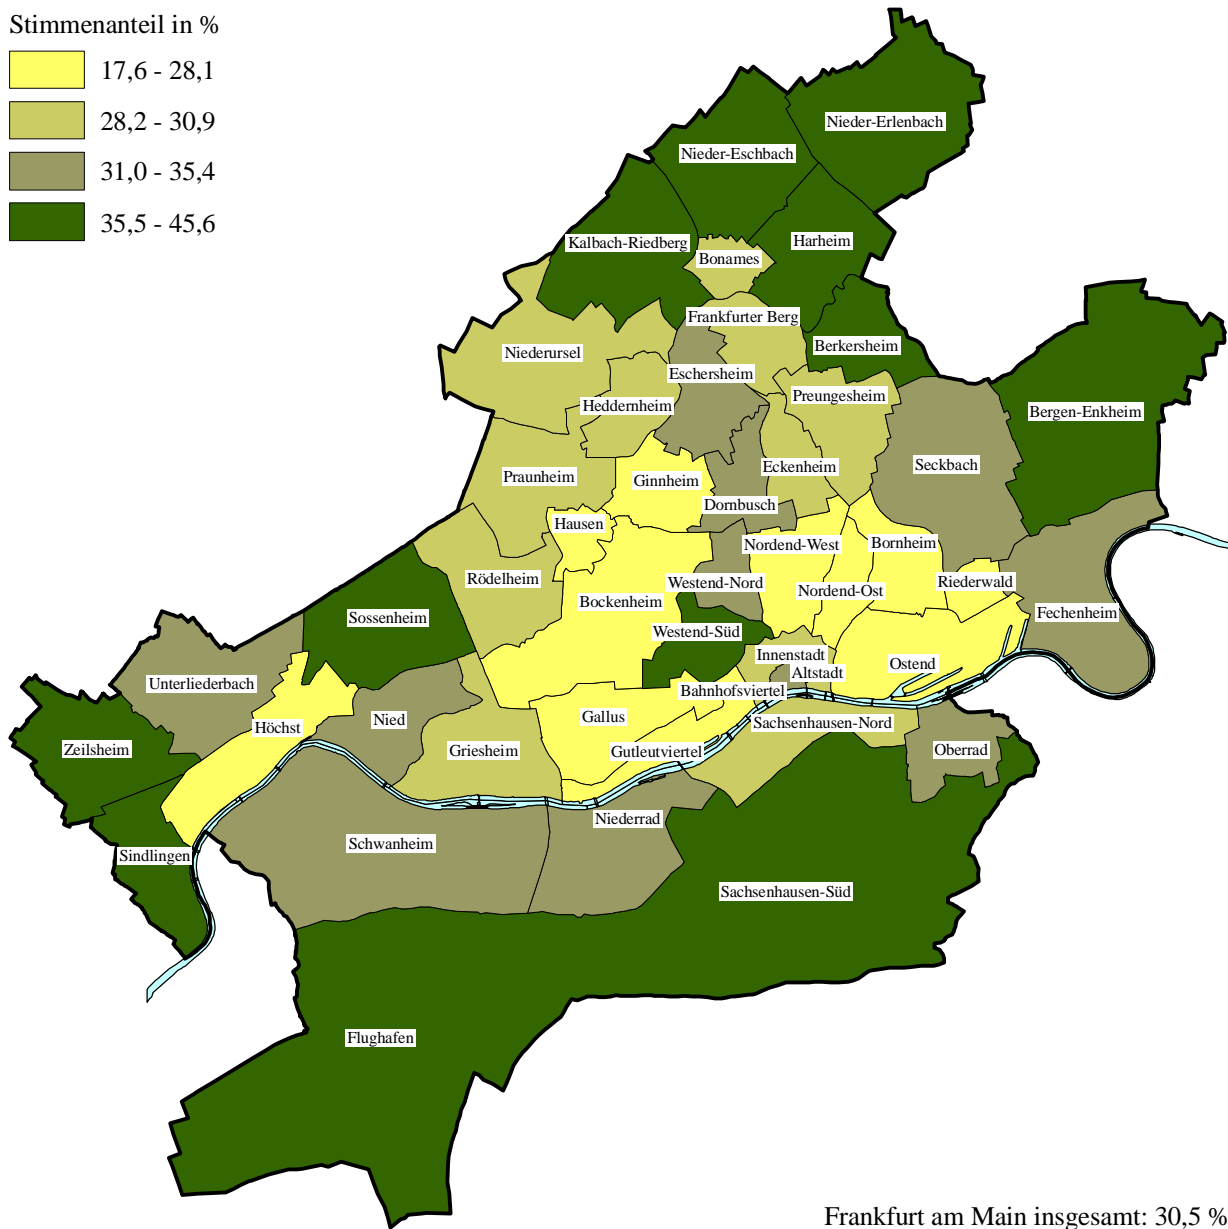 Stimmenanteil in %
17,6 - 28,1
28,2 - 30,9
31,0 - 35,4
35,5 - 45,6
Nieder-Erlenbach
Nieder-Eschbach
Kalbach-Riedberg
Harheim
Bonames
Frankfurter Berg
Berkersheim
Niederursel
Eschersheim
Preungesheim
Heddernheim
Bergen-Enkheim
Eckenheim
Seckbach
Praunheim
Ginnheim
Dornbusch
Hausen
Nordend-West
Bornheim
Rödelheim
Westend-Nord
Riederwald
Nordend-Ost
Bockenheim
Fechenheim
Sossenheim
Westend-Süd
Innenstadt
Ostend
Altstadt
Unterliederbach
Bahnhofsviertel
Gallus
Nied
Höchst
Sachsenhausen-Nord
Zeilsheim
Griesheim
Gutleutviertel
Oberrad
Niederrad
Schwanheim
Sindlingen
Sachsenhausen-Süd
Flughafen
Frankfurt am Main insgesamt: 30,5 %